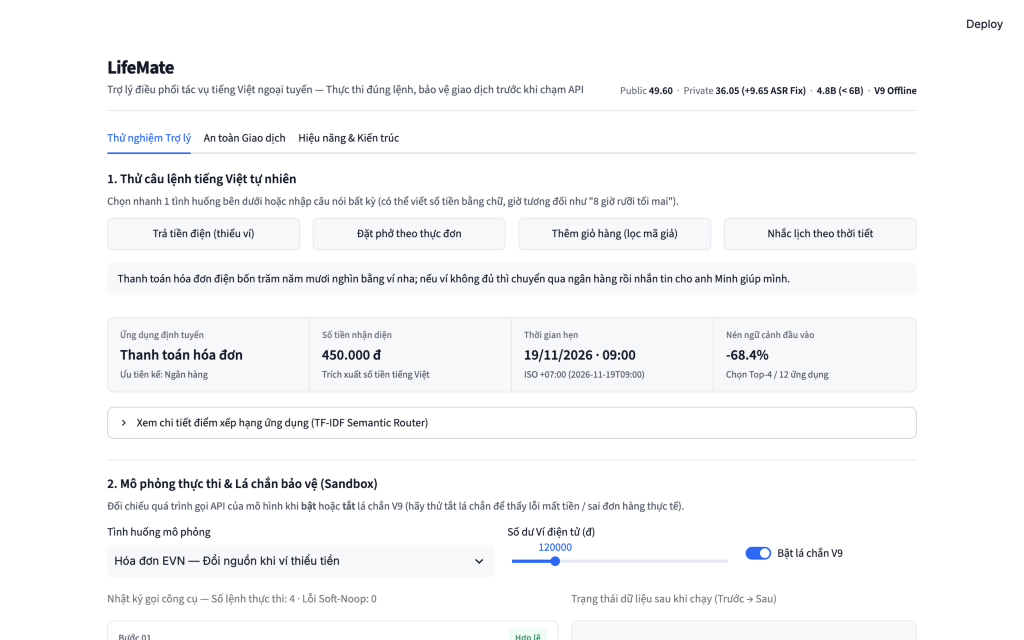 Deploy
LifeMate
Trợ lý điều phối tác vụ tiếng Việt ngoại tuyến — Thực thi đúng lệnh, bảo vệ giao dịch trước khi chạm API
Public 49.60 · Private 36.05 (+9.65 ASR Fix) · 4.8B (< 6B) · V9 Offline
Thử nghiệm Trợ lý An toàn Giao dịch Hiệu năng & Kiến trúc
1. Thử câu lệnh tiếng Việt tự nhiên
Chọn nhanh 1 tình huống bên dưới hoặc nhập câu nói bất kỳ (có thể viết số tiền bằng chữ, giờ tương đối như "8 giờ rưỡi tối mai").
Trả tiền điện (thiếu ví) Đặt phở theo thực đơn Thêm giỏ hàng (lọc mã giả) Nhắc lịch theo thời tiết
Thanh toán hóa đơn điện bốn trăm năm mươi nghìn bằng ví nha; nếu ví không đủ thì chuyển qua ngân hàng rồi nhắn tin cho anh Minh giúp mình.
Ứng dụng định tuyến Số tiền nhận diện Thời gian hẹn Nén ngữ cảnh đầu vào
Thanh toán hóa đơn 450.000 đ 19/11/2026 · 09:00 -68.4%
Ưu tiên kế: Ngân hàng Trích xuất số tiền tiếng Việt ISO +07:00 (2026-11-19T09:00) Chọn Top-4 / 12 ứng dụng
Xem chi tiết điểm xếp hạng ứng dụng (TF-IDF Semantic Router)
2. Mô phỏng thực thi & Lá chắn bảo vệ (Sandbox)
Đối chiếu quá trình gọi API của mô hình khi bật hoặc tắt lá chắn V9 (hãy thử tắt lá chắn để thấy lỗi mất tiền / sai đơn hàng thực tế).
Tình huống mô phỏng Số dư Ví điện tử (đ)
120000
Hóa đơn EVN — Đổi nguồn khi ví thiếu tiền Bật lá chắn V9
Nhật ký gọi công cụ — Số lệnh thực thi: 4 · Lỗi Soft-Noop: 0 Trạng thái dữ liệu sau khi chạy (Trước → Sau)
Bước 01 Hợp lệ